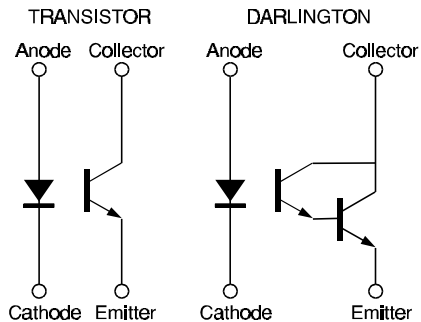 TRANSISTOR DARLINGTON
Anode Collector Anode Collector
Cathode Emitter Cathode Emitter